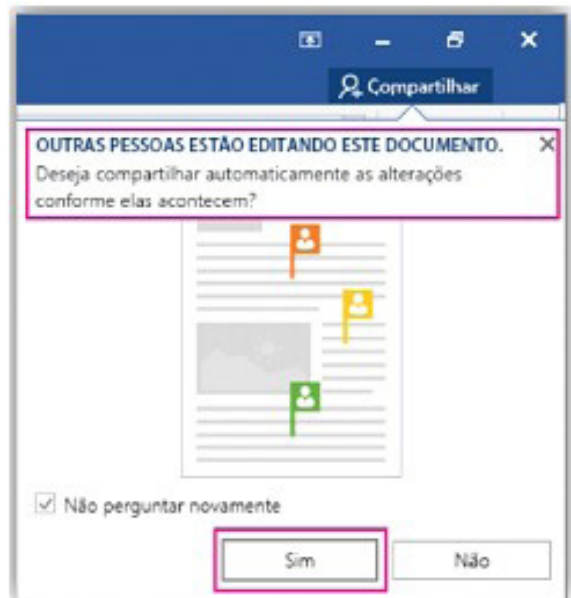 Compartilhar
OUTRAS PESSOAS ESTÃO EDITANDO ESTE DOCUMENTO.
Deseja compartilhar automaticamente as alterações
conforme elas acontecem?
Não perguntar novamente
Sim
Não